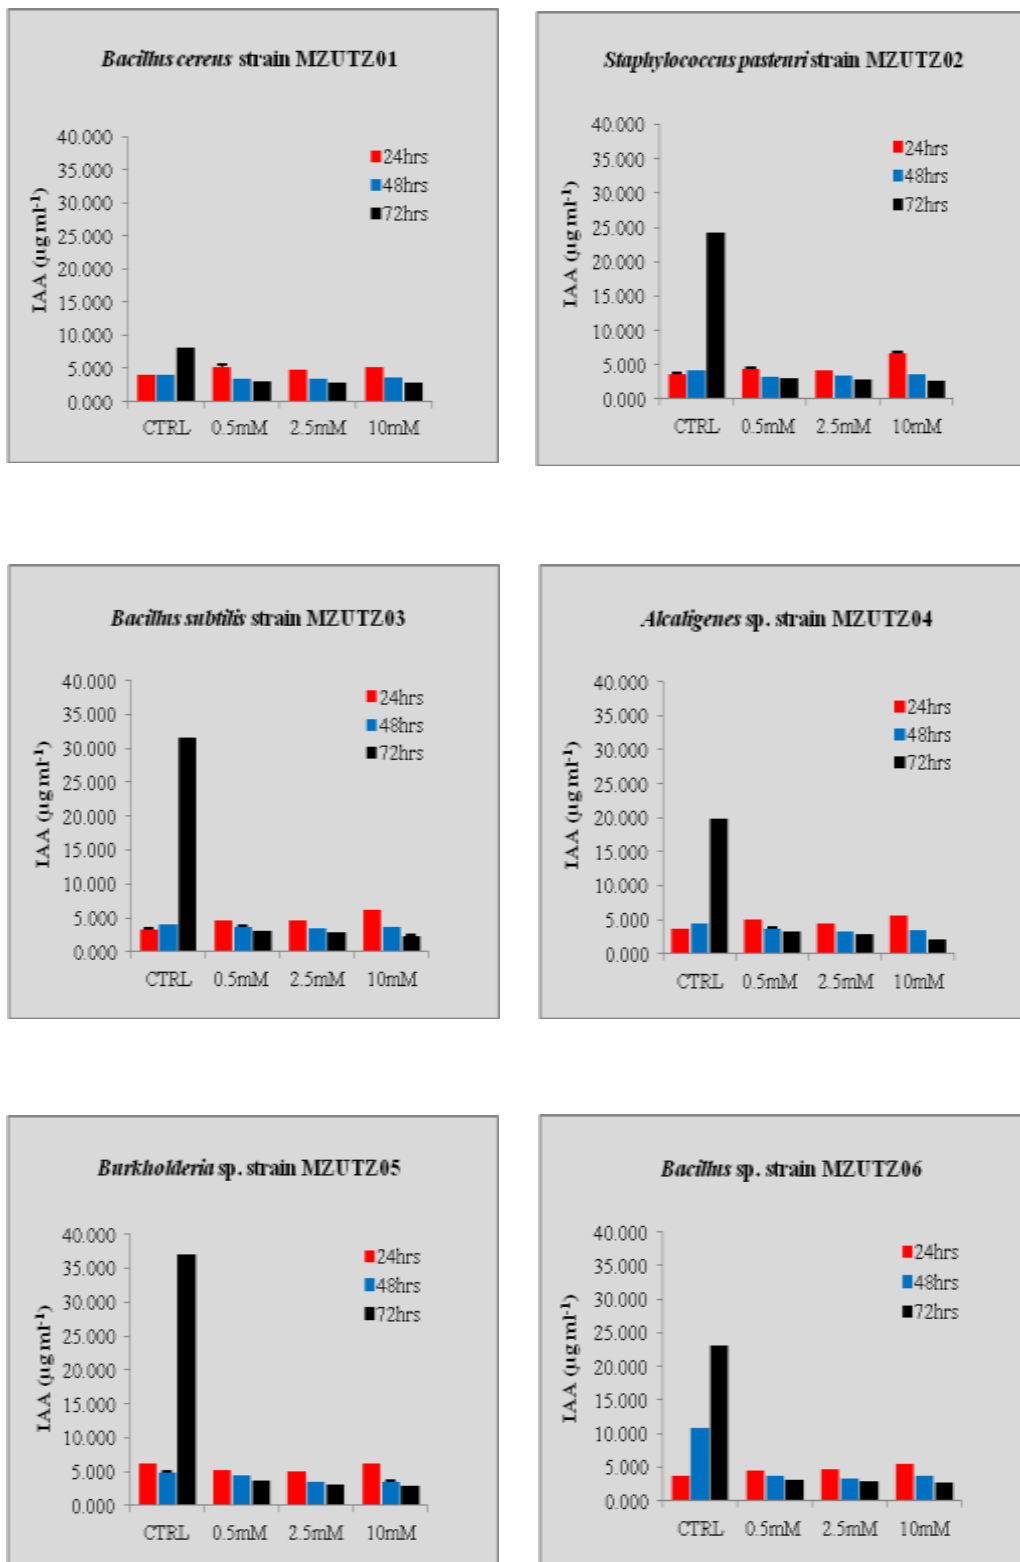 Bacillus cereus strain MZUTZ01
40.000
35.000
30.000
25.000
20.000
15.000
10.000
5.000
0.000
IAA (µg ml-1)
24hrs
48hrs
72hrs
CTRL 0.5mM 2.5mM 10mM
Staphylococcus pasteuri strain MZUTZ02
40.000
35.000
30.000
25.000
20.000
15.000
10.000
5.000
0.000
IAA (µg ml-1)
24hrs
48hrs
72hrs
CTRL 0.5mM 2.5mM 10mM
Bacillus subtilis strain MZUTZ03
40.000
35.000
30.000
25.000
20.000
15.000
10.000
5.000
0.000
IAA (µg ml-1)
24hrs
48hrs
72hrs
CTRL 0.5mM 2.5mM 10mM
Alcaligenes sp. strain MZUTZ04
40.000
35.000
30.000
25.000
20.000
15.000
10.000
5.000
0.000
IAA (µg ml-1)
24hrs
48hrs
72hrs
CTRL 0.5mM 2.5mM 10mM
Burkholderia sp. strain MZUTZ05
40.000
35.000
30.000
25.000
20.000
15.000
10.000
5.000
0.000
IAA (µg ml-1)
24hrs
48hrs
72hrs
CTRL 0.5mM 2.5mM 10mM
Bacillus sp. strain MZUTZ06
40.000
35.000
30.000
25.000
20.000
15.000
10.000
5.000
0.000
IAA (µg ml-1)
24hrs
48hrs
72hrs
CTRL 0.5mM 2.5mM 10mM